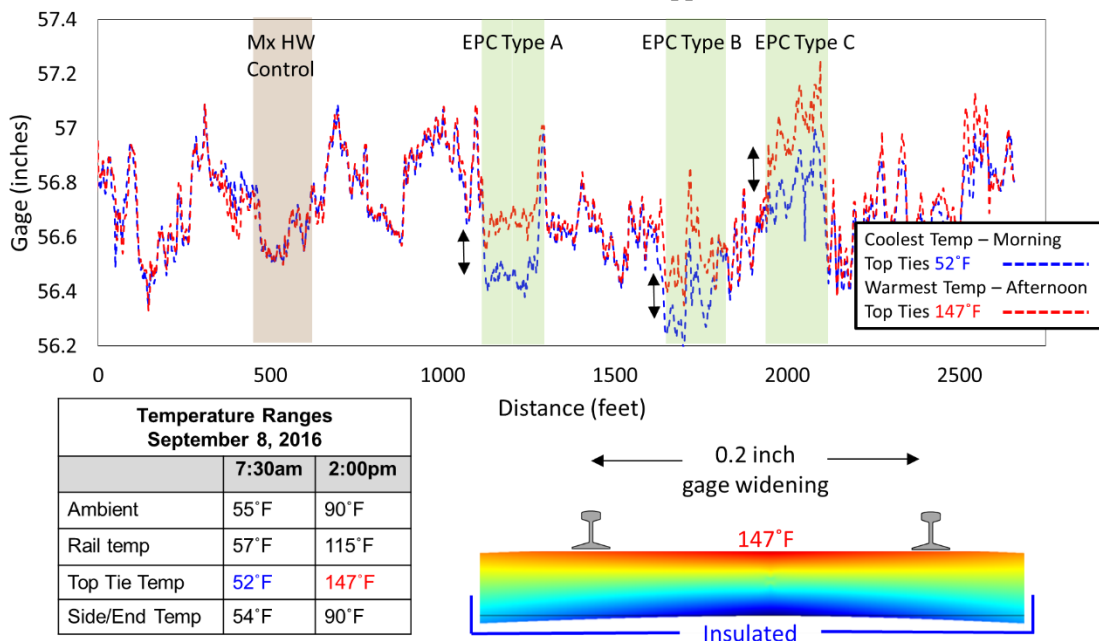 57.4
57.2
57
56.8
56.6
56.4
56.2
Gage (inches)
Mx HW
Control
EPC Type A
EPC Type B
EPC Type C
Coolest Temp – Morning
Top Ties 52˚F
Warmest Temp – Afternoon
Top Ties 147˚F
0
500
1000
1500
2000
2500
Distance (feet)
Temperature Ranges
September 8, 2016
7:30am 2:00pm
Ambient 55˚F 90˚F
Rail temp 57˚F 115˚F
Top Tie Temp 52˚F 147˚F
Side/End Temp 54˚F 90˚F
0.2 inch
gage widening
147˚F
Insulated